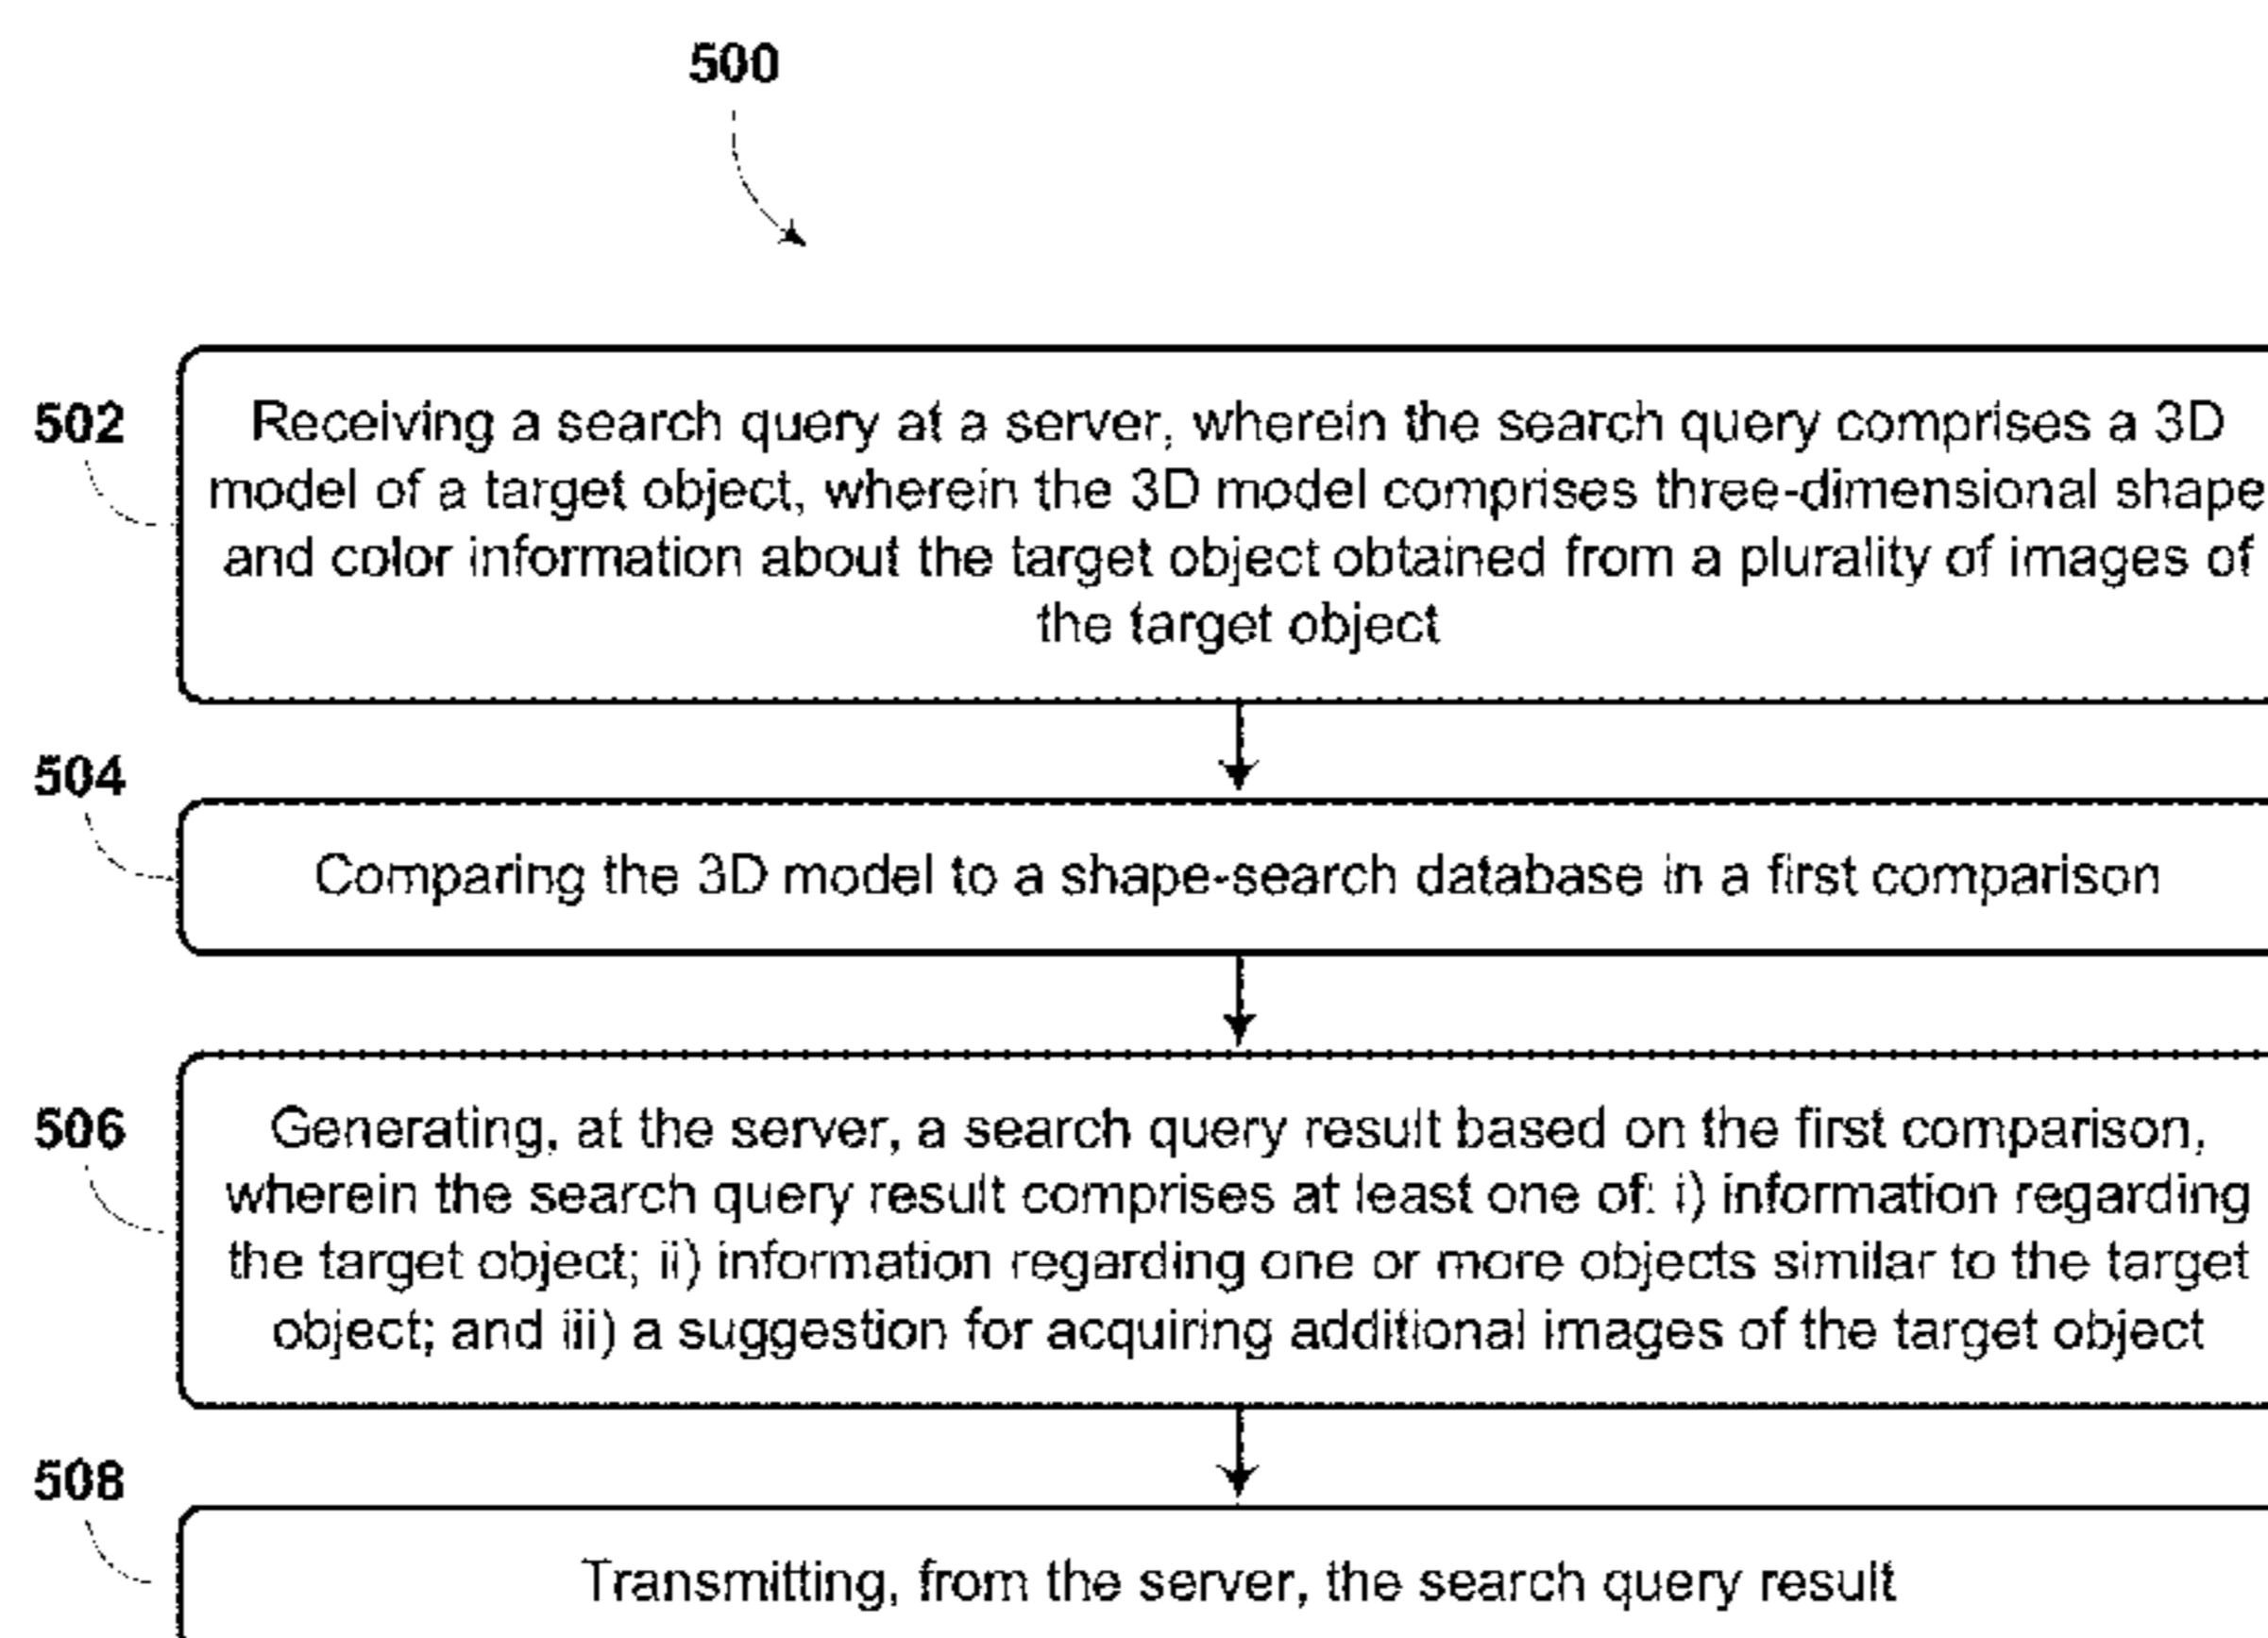 500
502
Receiving a search query at a server, wherein the search query comprises a 3D
model of a target object, wherein the 3D model comprises three-dimensional shape
and color information about the target object obtained from a plurality of images of
the target object
504
Comparing the 3D model to a shape-search database in a first comparison
506
Generating, at the server, a search query result based on the first comparison,
wherein the search query result comprises at least one of: i) information regarding
the target object; ii) information regarding one or more objects similar to the target
object; and iii) a suggestion for acquiring additional images of the target object
508
Transmitting, from the server, the search query result